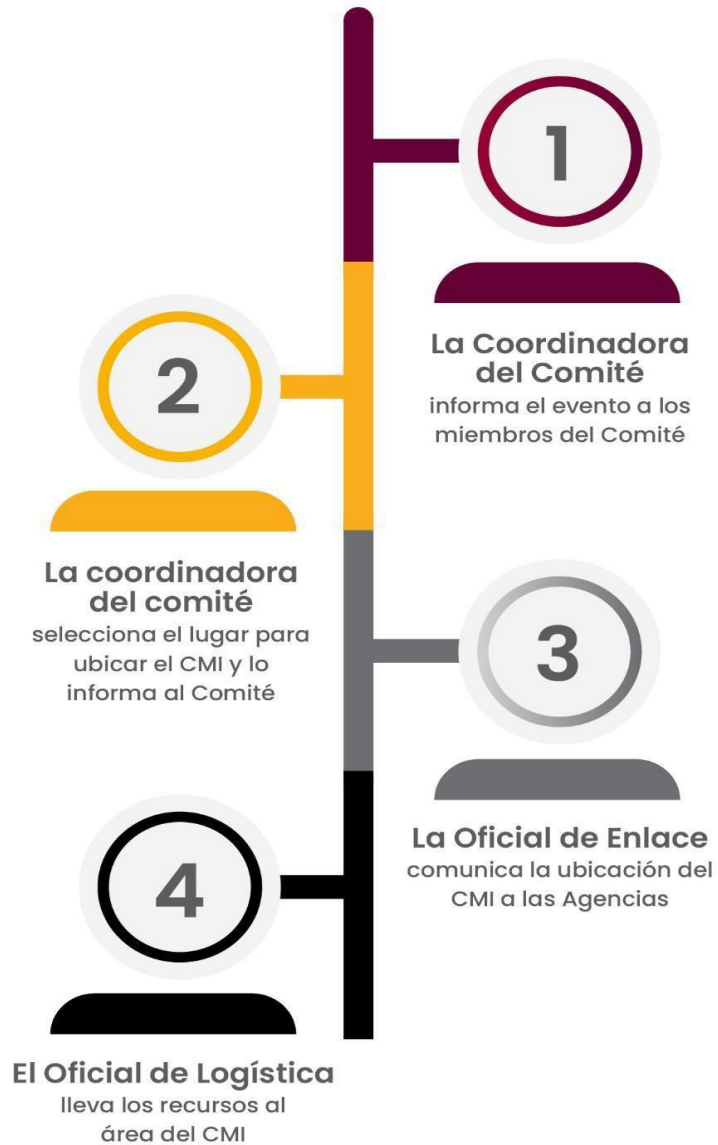 1
La Coordinadora
del Comité
informa el evento a los
miembros del Comité
2
La coordinadora
del comité
selecciona el lugar para
ubicar el CMI y lo
informa al Comité
3
La Oficial de Enlace
comunica la ubicación del
CMI a las Agencias
4
El Oficial de Logística
lleva los recursos al
área del CMI